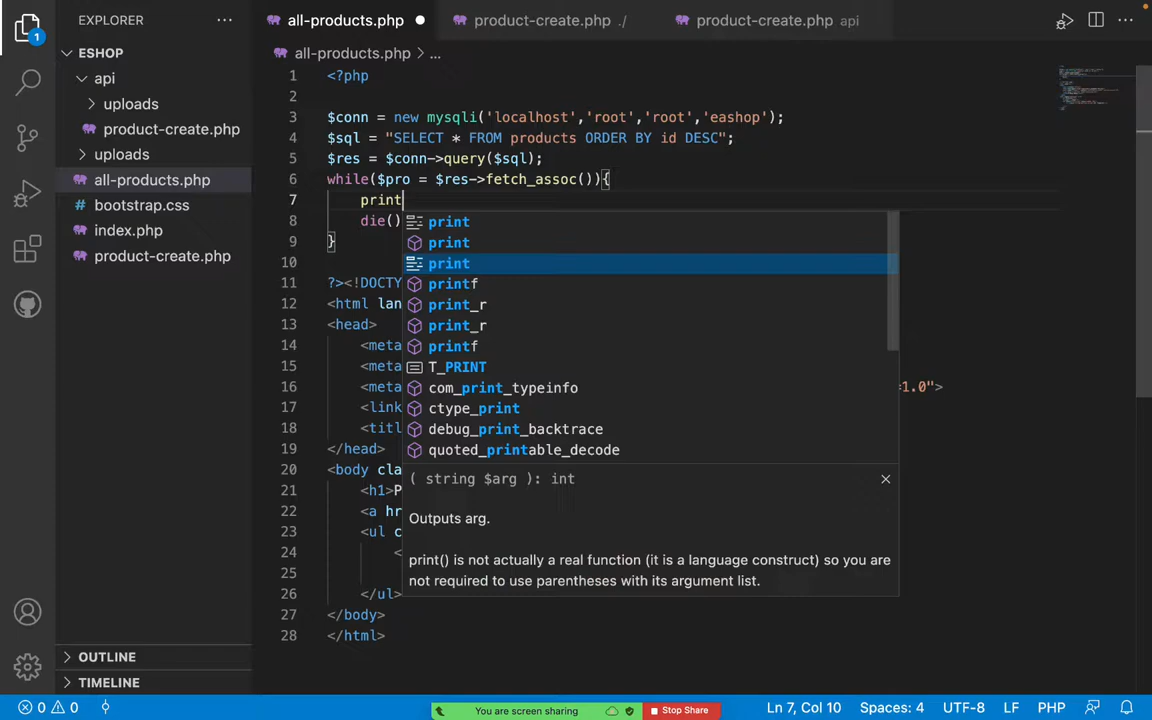 EXPLORER
all-products.php
product-create.php ./
product-create.php api
1
ESHOP
api
uploads
product-create.php
uploads
all-products.php
bootstrap.css
index.php
product-create.php
OUTLINE
TIMELINE
all-products.php > ...
1 <?php
2
3 $conn = new mysqli('localhost','root','root','eashop');
4 $sql = "SELECT * FROM products ORDER BY id DESC";
5 $res = $conn->query($sql);
6 while($pro = $res->fetch_assoc()){
7 print
8 die()
9 }
10
11 ?><!DOCTY
12 <html lan
13 <head>
14 <meta
15 <meta
16 <meta =1.0">
17 <link
18 <titl
19 </head>
20 <body cla
21 <h1>P
22 <a hr
23 <ul c
24 <
25
26 </ul>
27 </body>
28 </html>
print
print
print
printf
print_r
print_r
printf
T_PRINT
com_print_typeinfo
ctype_print
debug_print_backtrace
quoted_printable_decode
( string $arg ): int
Outputs arg.
print() is not actually a real function (it is a language construct) so you are
not required to use parentheses with its argument list.
0 0
You are screen sharing
Stop Share
Ln 7, Col 10
Spaces: 4
UTF-8
LF
PHP